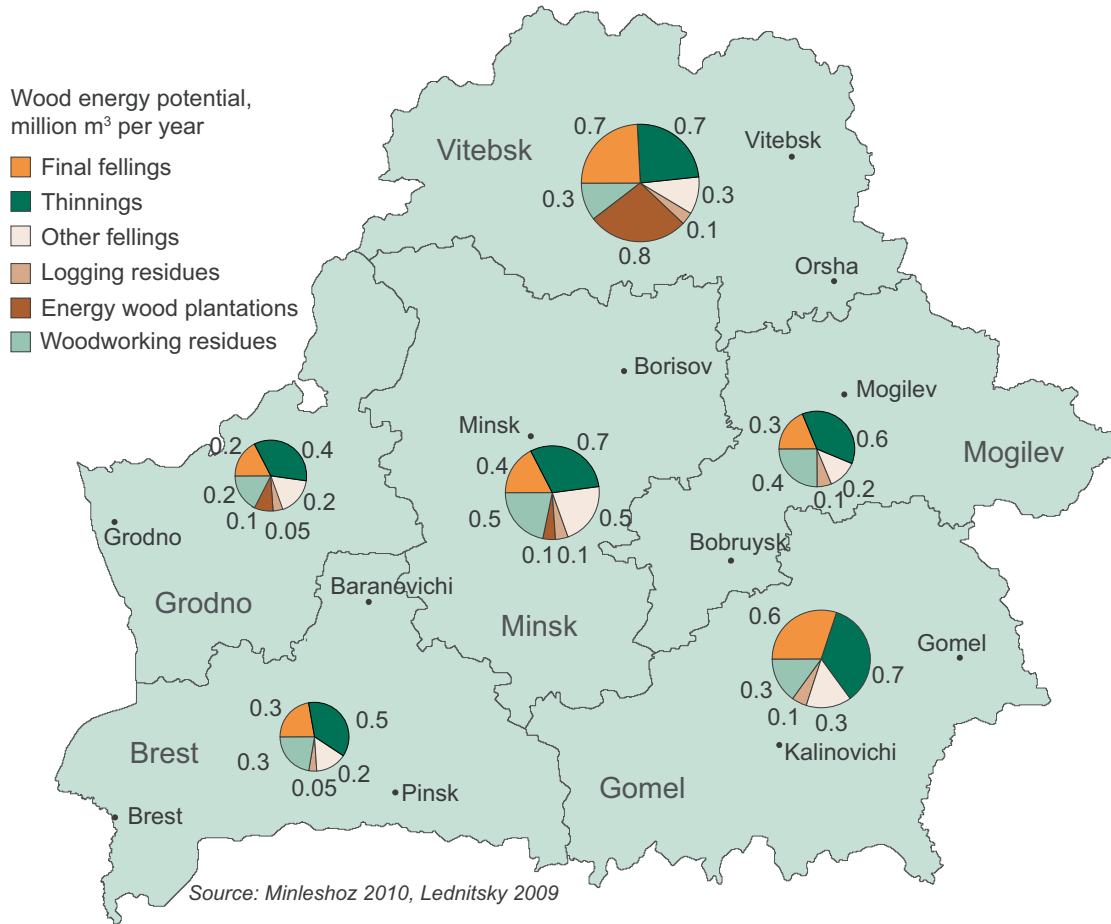 Wood energy potential,
million m³ per year
Final fellings
Thinnings
Other fellings
Logging residues
Energy wood plantations
Woodworking residues
Vitebsk
0.7
0.7
0.3
0.1
0.8
0.3
Vitebsk
Orsha
Borisov
Minsk
0.4
0.7
0.5
0.1
0.1
0.5
Minsk
Mogilev
0.3
0.6
0.2
0.1
0.4
Mogilev
Bobruysk
0.2
0.4
0.2
0.05
0.1
0.2
Grodno
Grodno
Baranovichi
0.6
0.7
0.3
0.1
0.3
Gomel
Kalinovichi
Gomel
0.3
0.5
0.2
0.05
0.3
Brest
Pinsk
Brest
Source: Minleshoz 2010, Lednitsky 2009